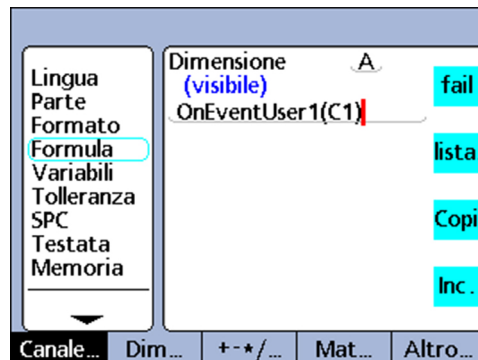 Lingua
Parte
Formato
Formula
Variabili
Tolleranza
SPC
Testata
Memoria
Dimensione A
(visibile)
OnEventUser1(C1)
fail
lista
Copi
Inc.
Canale... Dim... +-*/... Mat... Altro...